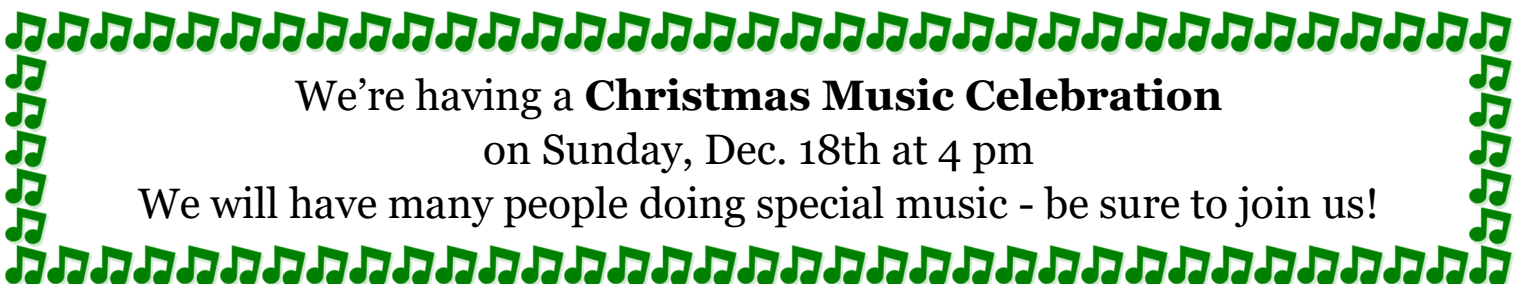 We’re having a Christmas Music Celebration
on Sunday, Dec. 18th at 4 pm
We will have many people doing special music - be sure to join us!